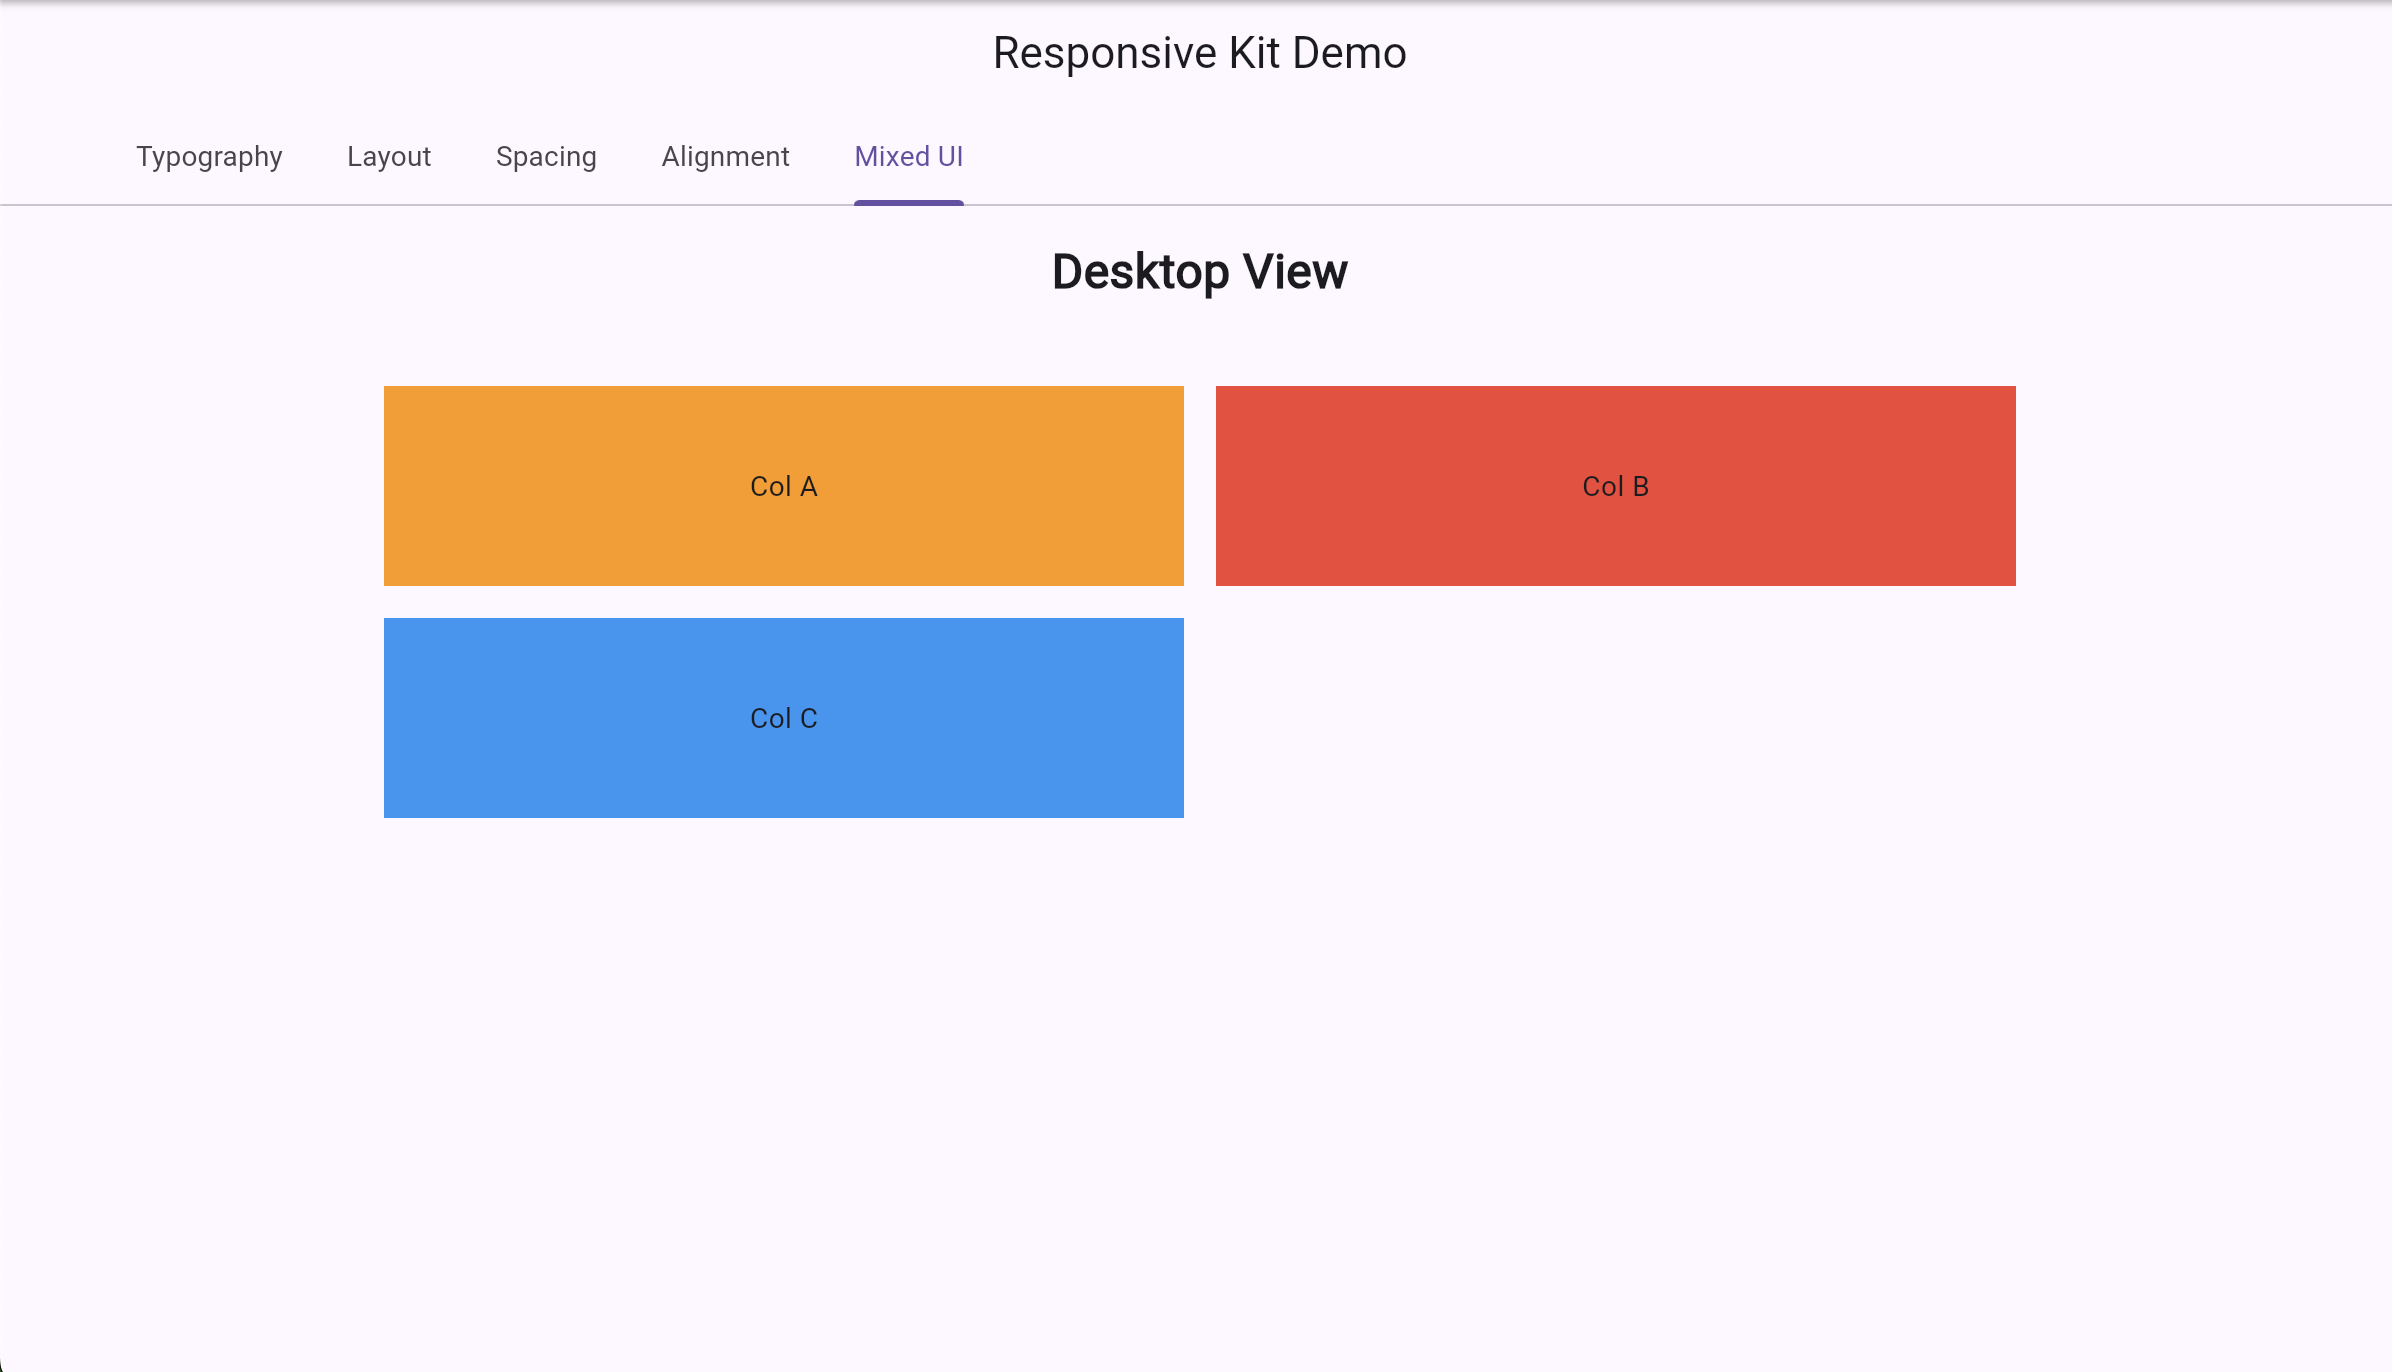 Responsive Kit Demo
Typography Layout Spacing Alignment Mixed UI
Desktop View
Col A Col B
Col C